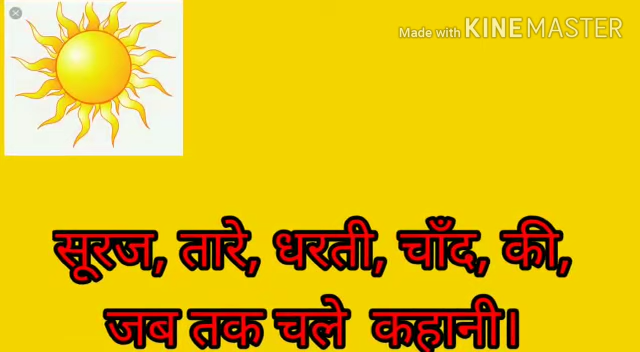 Made with KINEMASTER
सूरज, तारे, धरती, चाँद, की,
जब तक चले कहानी।